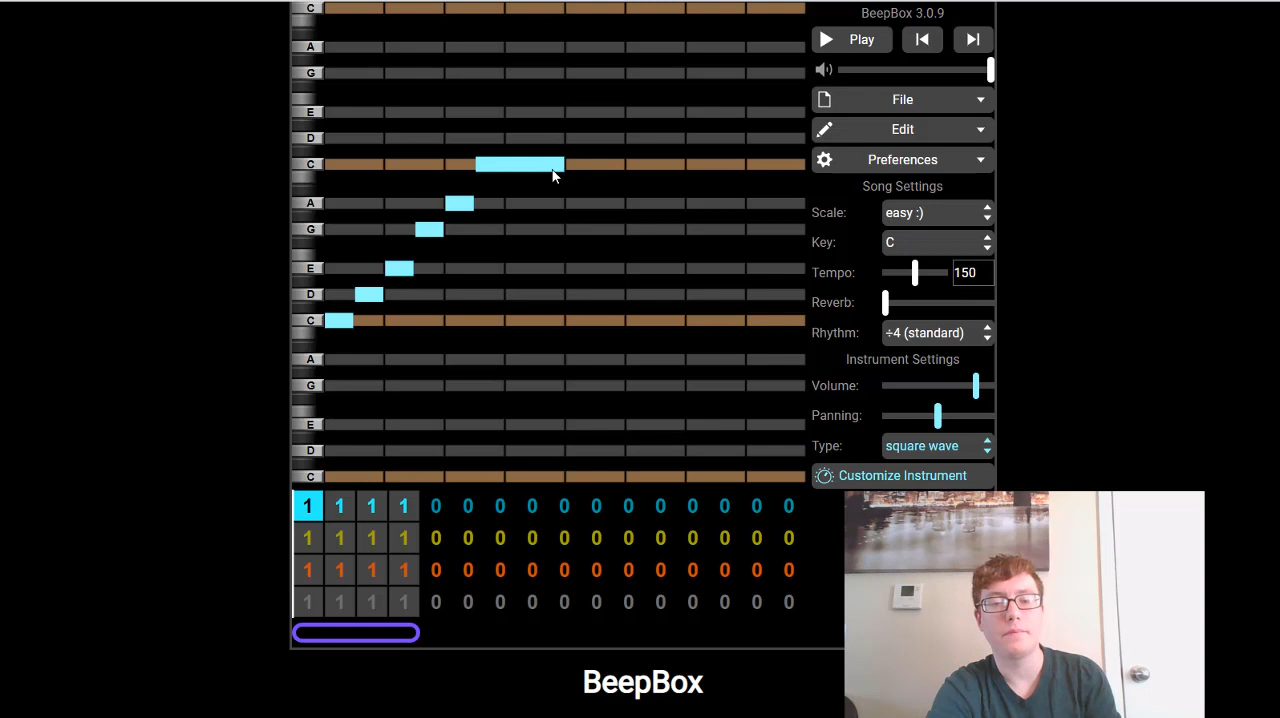 BeepBox 3.0.9
C
A
G
E
D
C
A
G
E
D
C
A
G
E
D
C
Play
File
Edit
Preferences
Song Settings
Scale: easy :)
Key: C
Tempo: 150
Reverb:
Rhythm: ÷4 (standard)
Instrument Settings
Volume:
Panning:
Type: square wave
Customize Instrument
1 1 1 1 0 0 0 0 0 0 0 0 0 0 0 0
1 1 1 1 0 0 0 0 0 0 0 0 0 0 0 0
1 1 1 1 0 0 0 0 0 0 0 0 0 0 0 0
1 1 1 1 0 0 0 0 0 0 0 0 0 0 0 0
BeepBox